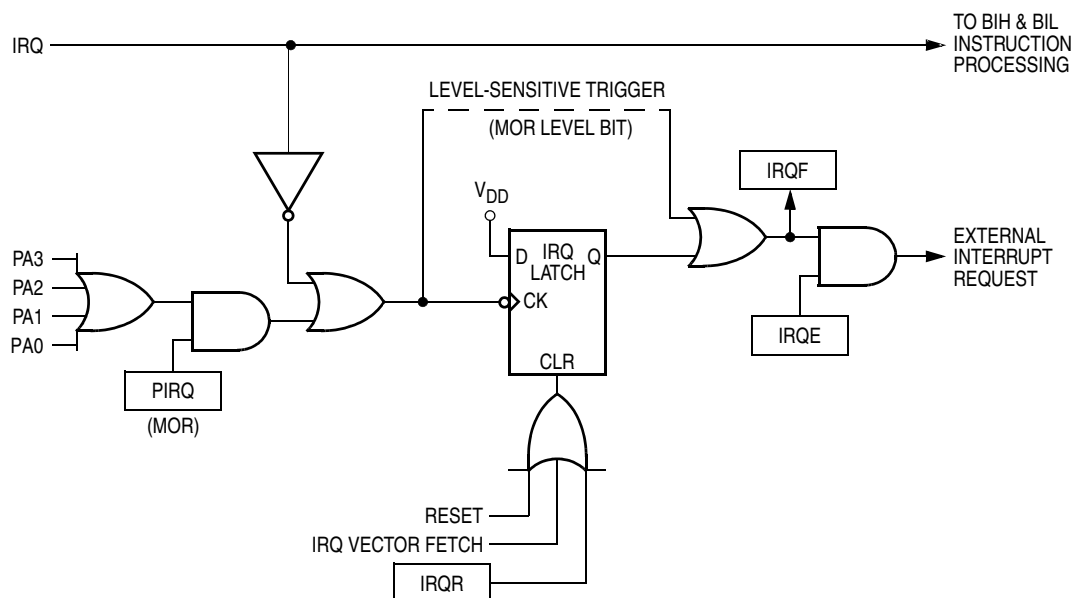 TO BIH & BIL
INSTRUCTION
PROCESSING
IRQ
LEVEL-SENSITIVE TRIGGER
(MOR LEVEL BIT)
IRQF
VDD
D
IRQ
LATCH
Q
CK
CLR
EXTERNAL
INTERRUPT
REQUEST
PA3
PA2
PA1
PA0
IRQE
PIRQ
(MOR)
RESET
IRQ VECTOR FETCH
IRQR